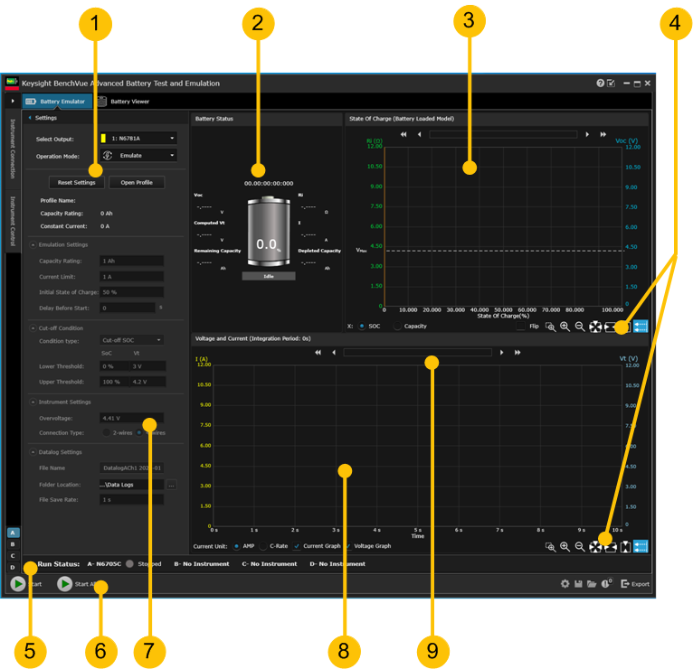 1 2 3 4
Keysight BenchVue Advanced Battery Test and Emulation
Battery Emulator Battery Viewer
Instrument Connection
Instrument Control
Settings
Select Output: 1: N6781A
Operation Mode: Emulate
Reset Settings Open Profile
Profile Name:
Capacity Rating: 0 Ah
Constant Current: 0 A
Emulation Settings
Capacity Rating: 1 Ah
Current Limit: 1 A
Initial State of Charge: 50 %
Delay Before Start: 0 s
Cut-off Condition
Condition type: Cut-off SOC
SoC Vt
Lower Threshold: 0 % 3 V
Upper Threshold: 100 % 4.2 V
Instrument Settings
Overvoltage: 4.41 V
Connection Type: 2-wires wires
Datalog Settings
File Name DatalogACh1
Folder Location: ...\Data Logs ...
File Save Rate: 1 s
Battery Status
00.00:00:00:000
Voc Ri
-.---- V -.---- Ω
Computed Vt I
-.---- V -.---- A
Remaining Capacity Depleted Capacity
-.---- Ah -.---- Ah
0.0 %
Idle
State Of Charge (Battery Loaded Model)
Ri (Ω) Voc (V)
12.00 12.00
10.50 10.50
9.00 9.00
7.50 7.50
6.00 6.00
4.50 4.50
VMax
3.00 3.00
1.50 1.50
0 0
0 10.000 20.000 30.000 40.000 50.000 60.000 70.000 80.000 100.000
State Of Charge(%)
X: SOC Capacity Flip
Voltage and Current (Integration Period: 0s)
I (A) Vt (V)
12.00 12.00
10.50 10.50
9.00 9.00
7.50 7.50
6.00 6.00
4.50 4.50
3.00 3.00
1.50 1.50
0 0
0 s 1 s 2 s 3 s 4 s 5 s 6 s 7 s 8 s 9 s 10 s
Time
Current Unit: AMP C-Rate Current Graph Voltage Graph
A
B
C
D
Run Status: A- N6705C Stopped B- No Instrument C- No Instrument D- No Instrument
Start Start All Export
5 6 7 8 9